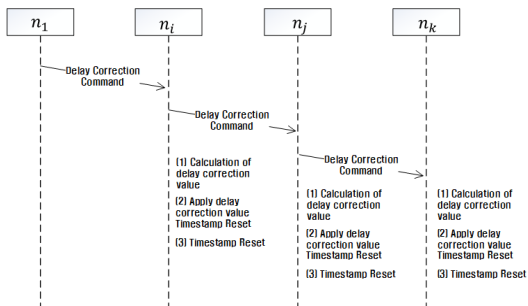 n₁
n_i
n_j
n_k
Delay Correction
Command
Delay Correction
Command
Delay Correction
Command
(1) Calculation of
delay correction
value
(2) Apply delay
correction value
Timestamp Reset
(3) Timestamp Reset
(1) Calculation of
delay correction
value
(2) Apply delay
correction value
Timestamp Reset
(3) Timestamp Reset
(1) Calculation of
delay correction
value
(2) Apply delay
correction value
Timestamp Reset
(3) Timestamp Reset